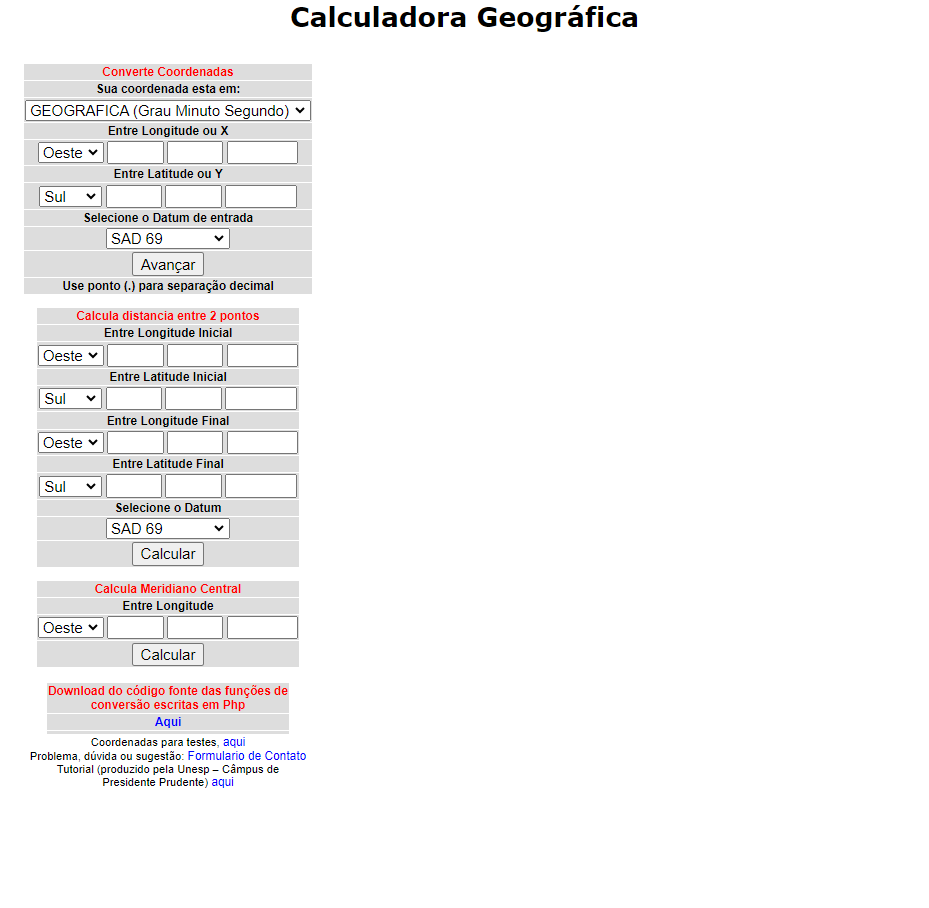 Calculadora Geográfica
Converte Coordenadas
Sua coordenada esta em:
GEOGRAFICA (Grau Minuto Segundo)
Entre Longitude ou X
Oeste
Entre Latitude ou Y
Sul
Selecione o Datum de entrada
SAD 69
Avançar
Use ponto (.) para separação decimal
Calcula distancia entre 2 pontos
Entre Longitude Inicial
Oeste
Entre Latitude Inicial
Sul
Entre Longitude Final
Oeste
Entre Latitude Final
Sul
Selecione o Datum
SAD 69
Calcular
Calcula Meridiano Central
Entre Longitude
Oeste
Calcular
Download do código fonte das funções de
conversão escritas em Php
Aqui
Coordenadas para testes, aqui
Problema, dúvida ou sugestão: Formulario de Contato
Tutorial (produzido pela Unesp – Câmpus de
Presidente Prudente) aqui